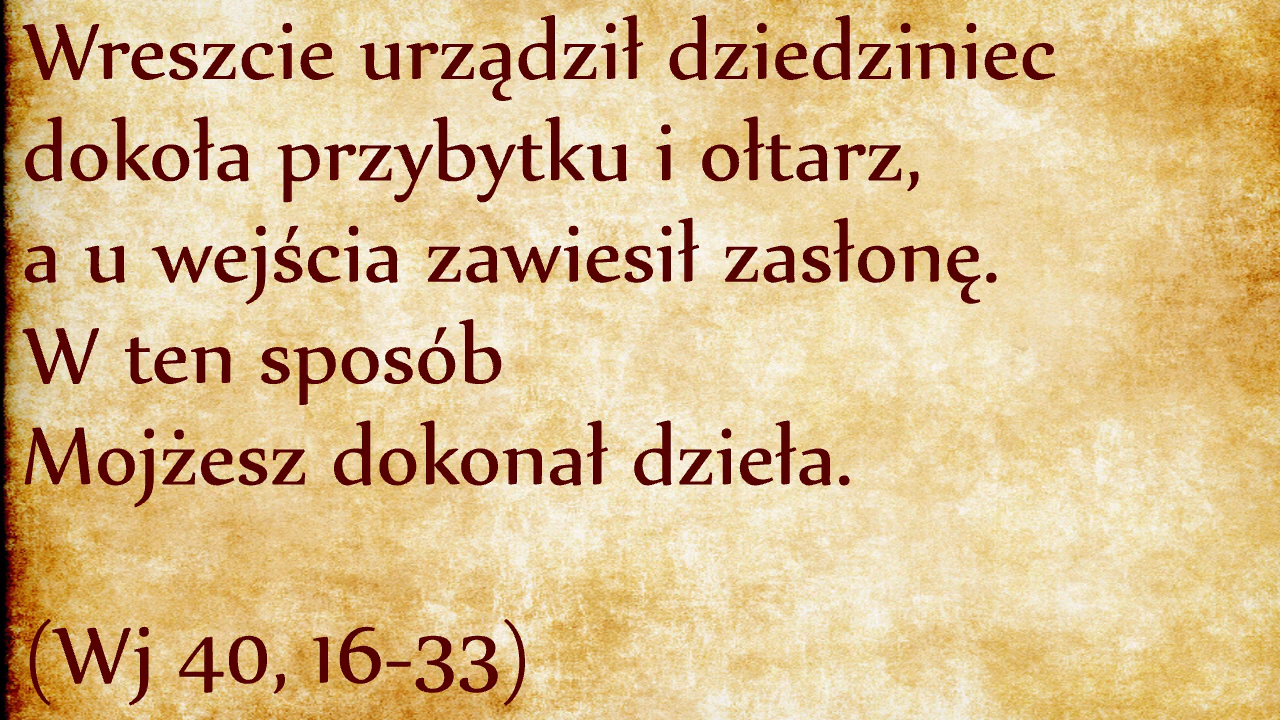 Wreszcie urządził dziedziniec
dokoła przybytku i ołtarz,
a u wejścia zawiesił zasłonę.
W ten sposób
Mojżesz dokonał dzieła.
(Wj 40, 16-33)